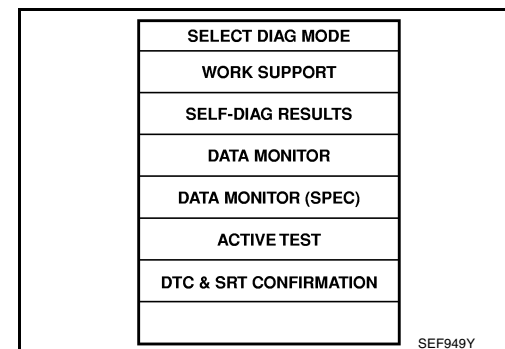 SELECT DIAG MODE
WORK SUPPORT
SELF-DIAG RESULTS
DATA MONITOR
DATA MONITOR (SPEC)
ACTIVE TEST
DTC & SRT CONFIRMATION
SEF949Y